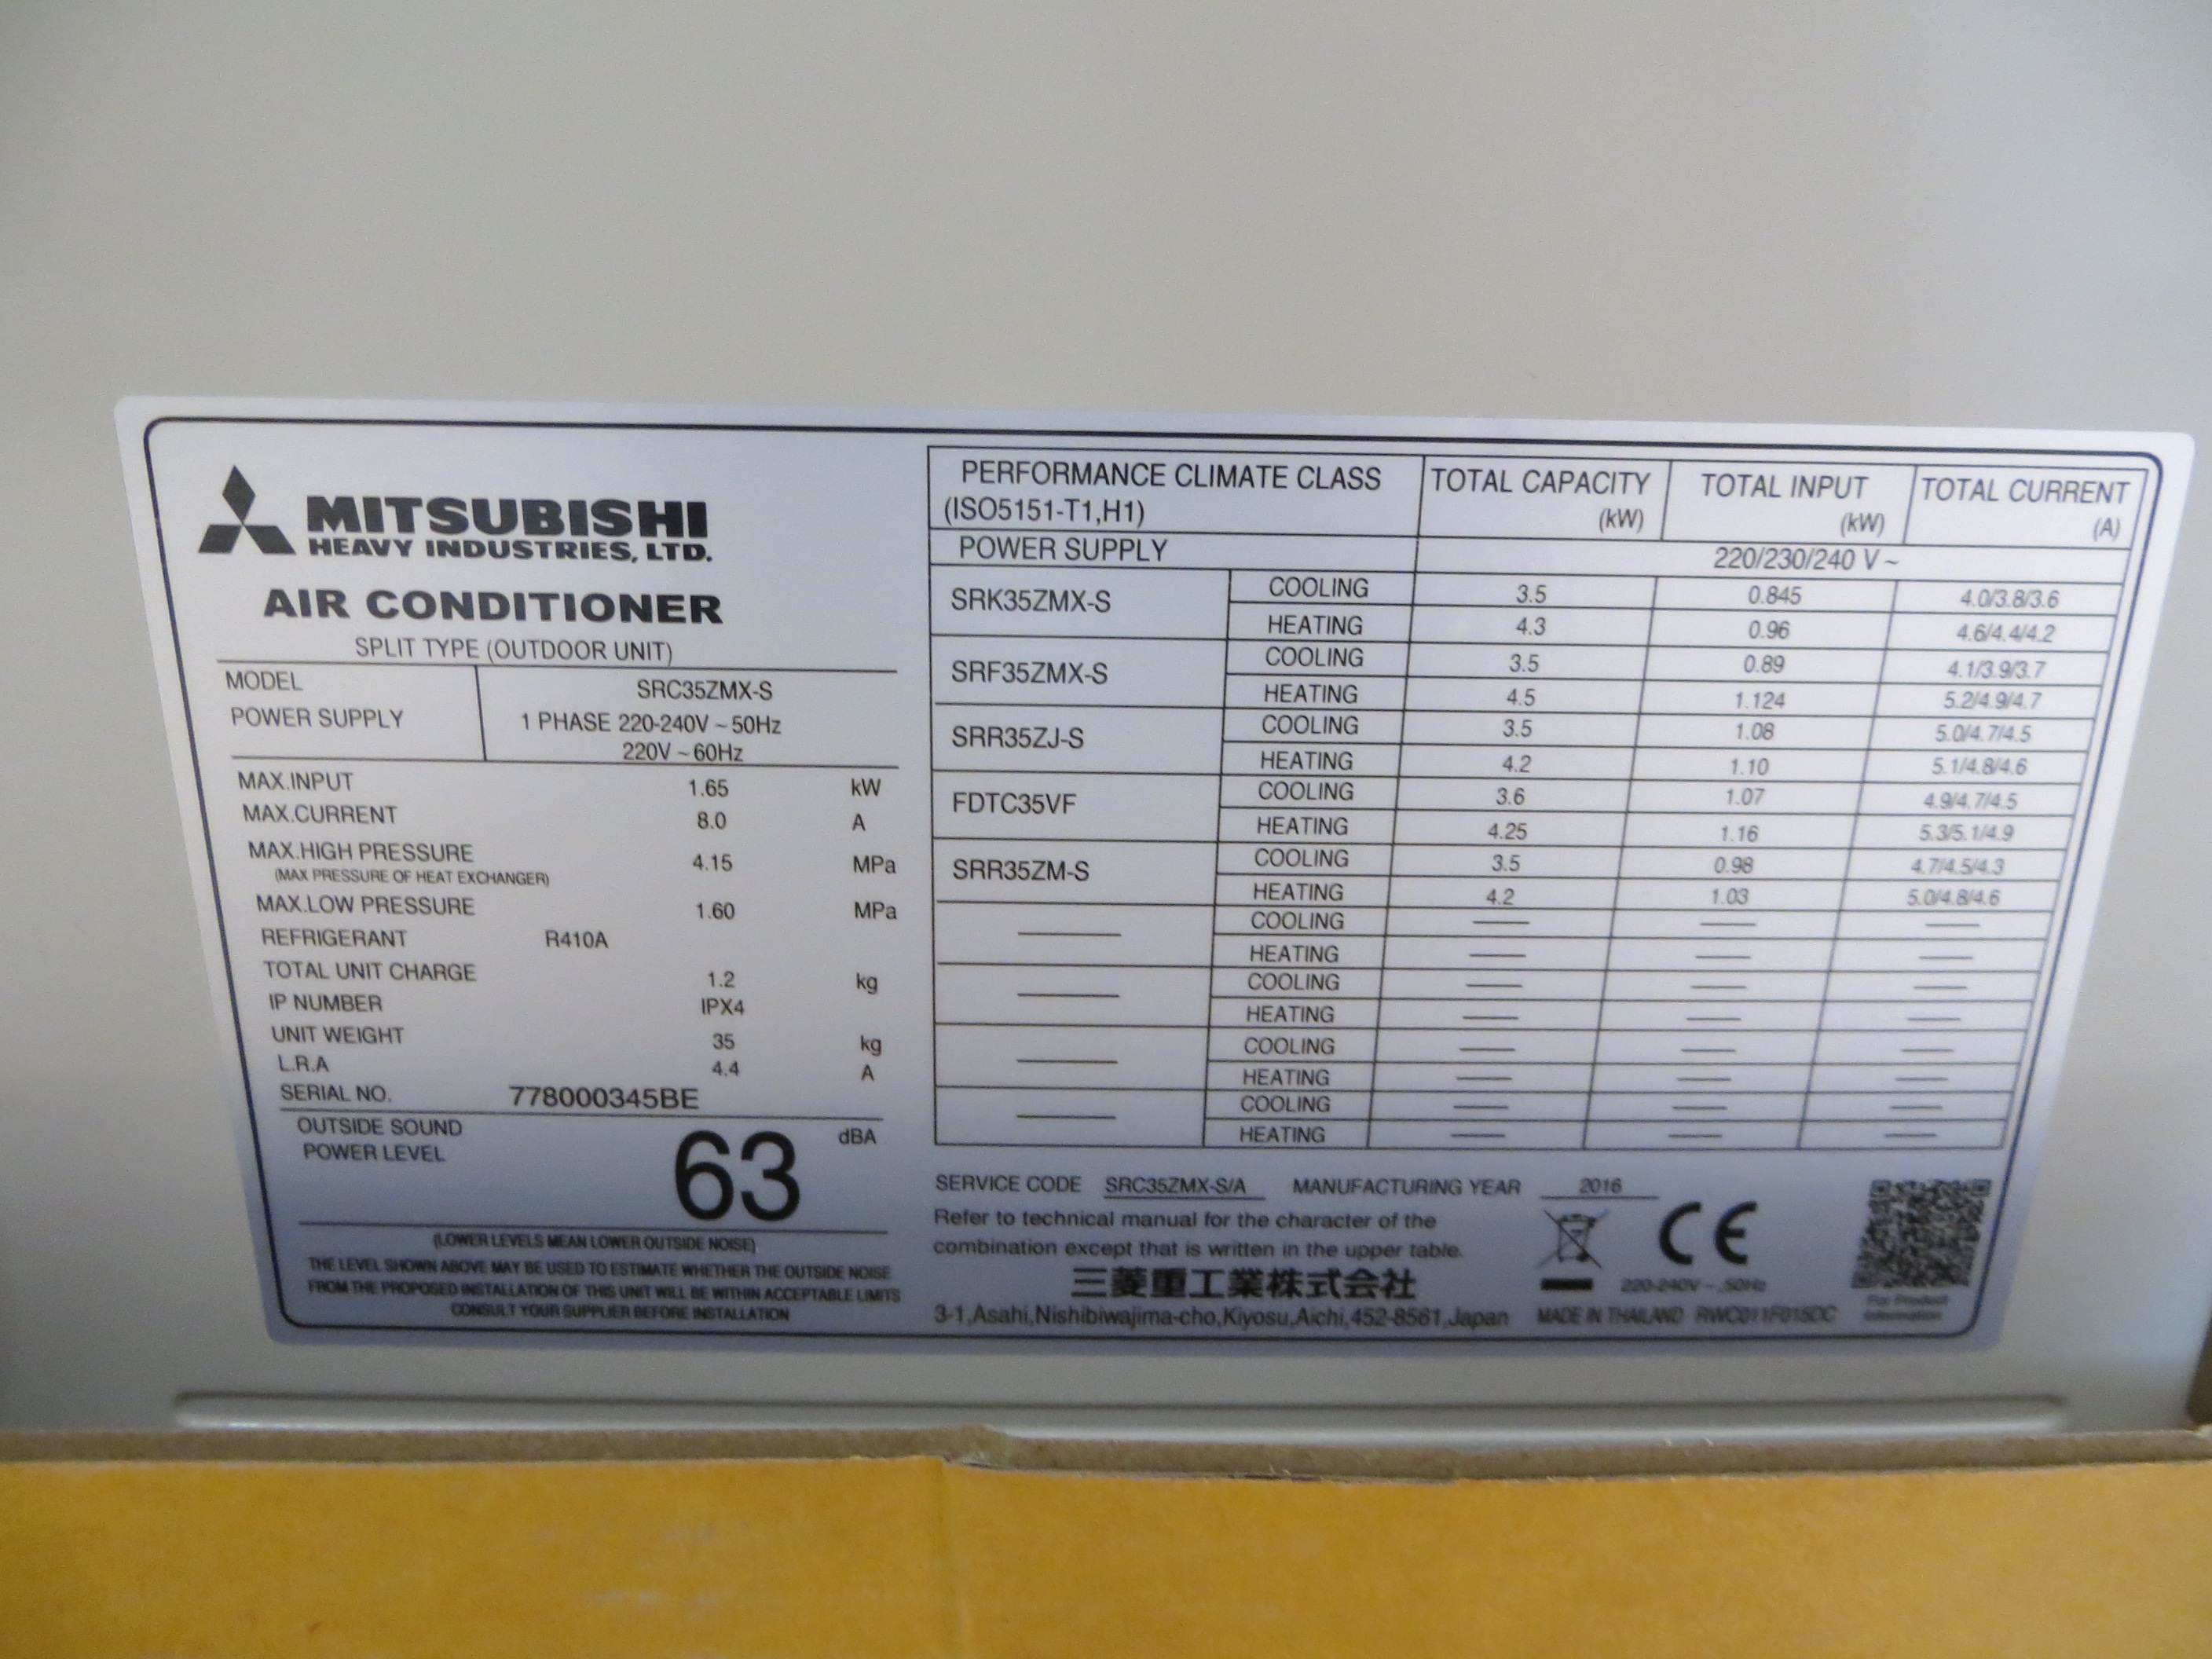 MITSUBISHI
HEAVY INDUSTRIES, LTD.
AIR CONDITIONER
SPLIT TYPE (OUTDOOR UNIT)
MODEL SRC35ZMX-S
POWER SUPPLY 1 PHASE 220-240V ~ 50Hz
220V ~ 60Hz
MAX.INPUT 1.65 kW
MAX.CURRENT 8.0 A
MAX.HIGH PRESSURE 4.15 MPa
(MAX PRESSURE OF HEAT EXCHANGER)
MAX.LOW PRESSURE 1.60 MPa
REFRIGERANT R410A
TOTAL UNIT CHARGE 1.2 kg
IP NUMBER IPX4
UNIT WEIGHT 35 kg
L.R.A 4.4 A
SERIAL NO. 778000345BE
OUTSIDE SOUND
POWER LEVEL 63 dBA
(LOWER LEVELS MEAN LOWER OUTSIDE NOISE)
THE LEVEL SHOWN ABOVE MAY BE USED TO ESTIMATE WHETHER THE OUTSIDE NOISE
FROM THE PROPOSED INSTALLATION OF THIS UNIT WILL BE WITHIN ACCEPTABLE LIMITS
CONSULT YOUR SUPPLIER BEFORE INSTALLATION
PERFORMANCE CLIMATE CLASS TOTAL CAPACITY TOTAL INPUT TOTAL CURRENT
(ISO5151-T1,H1) (kW) (kW) (A)
POWER SUPPLY 220/230/240 V ~
SRK35ZMX-S COOLING 3.5 0.845 4.0/3.8/3.6
HEATING 4.3 0.96 4.6/4.4/4.2
SRF35ZMX-S COOLING 3.5 0.89 4.1/3.9/3.7
HEATING 4.5 1.124 5.2/4.9/4.7
SRR35ZJ-S COOLING 3.5 1.08 5.0/4.7/4.5
HEATING 4.2 1.10 5.1/4.8/4.6
FDTC35VF COOLING 3.6 1.07 4.9/4.7/4.5
HEATING 4.25 1.16 5.3/5.1/4.9
SRR35ZM-S COOLING 3.5 0.98 4.7/4.5/4.3
HEATING 4.2 1.03 5.0/4.8/4.6
— COOLING — — —
HEATING — — —
— COOLING — — —
HEATING — — —
— COOLING — — —
HEATING — — —
— COOLING — — —
HEATING — — —
SERVICE CODE SRC35ZMX-S/A MANUFACTURING YEAR 2016
Refer to technical manual for the character of the
combination except that is written in the upper table.
CE
三菱重工業株式会社
220-240V ~ ,50Hz
3-1,Asahi,Nishibiwajima-cho,Kiyosu,Aichi,452-8561,Japan
MADE IN THAILAND RWC011F015DC
For Product
Information